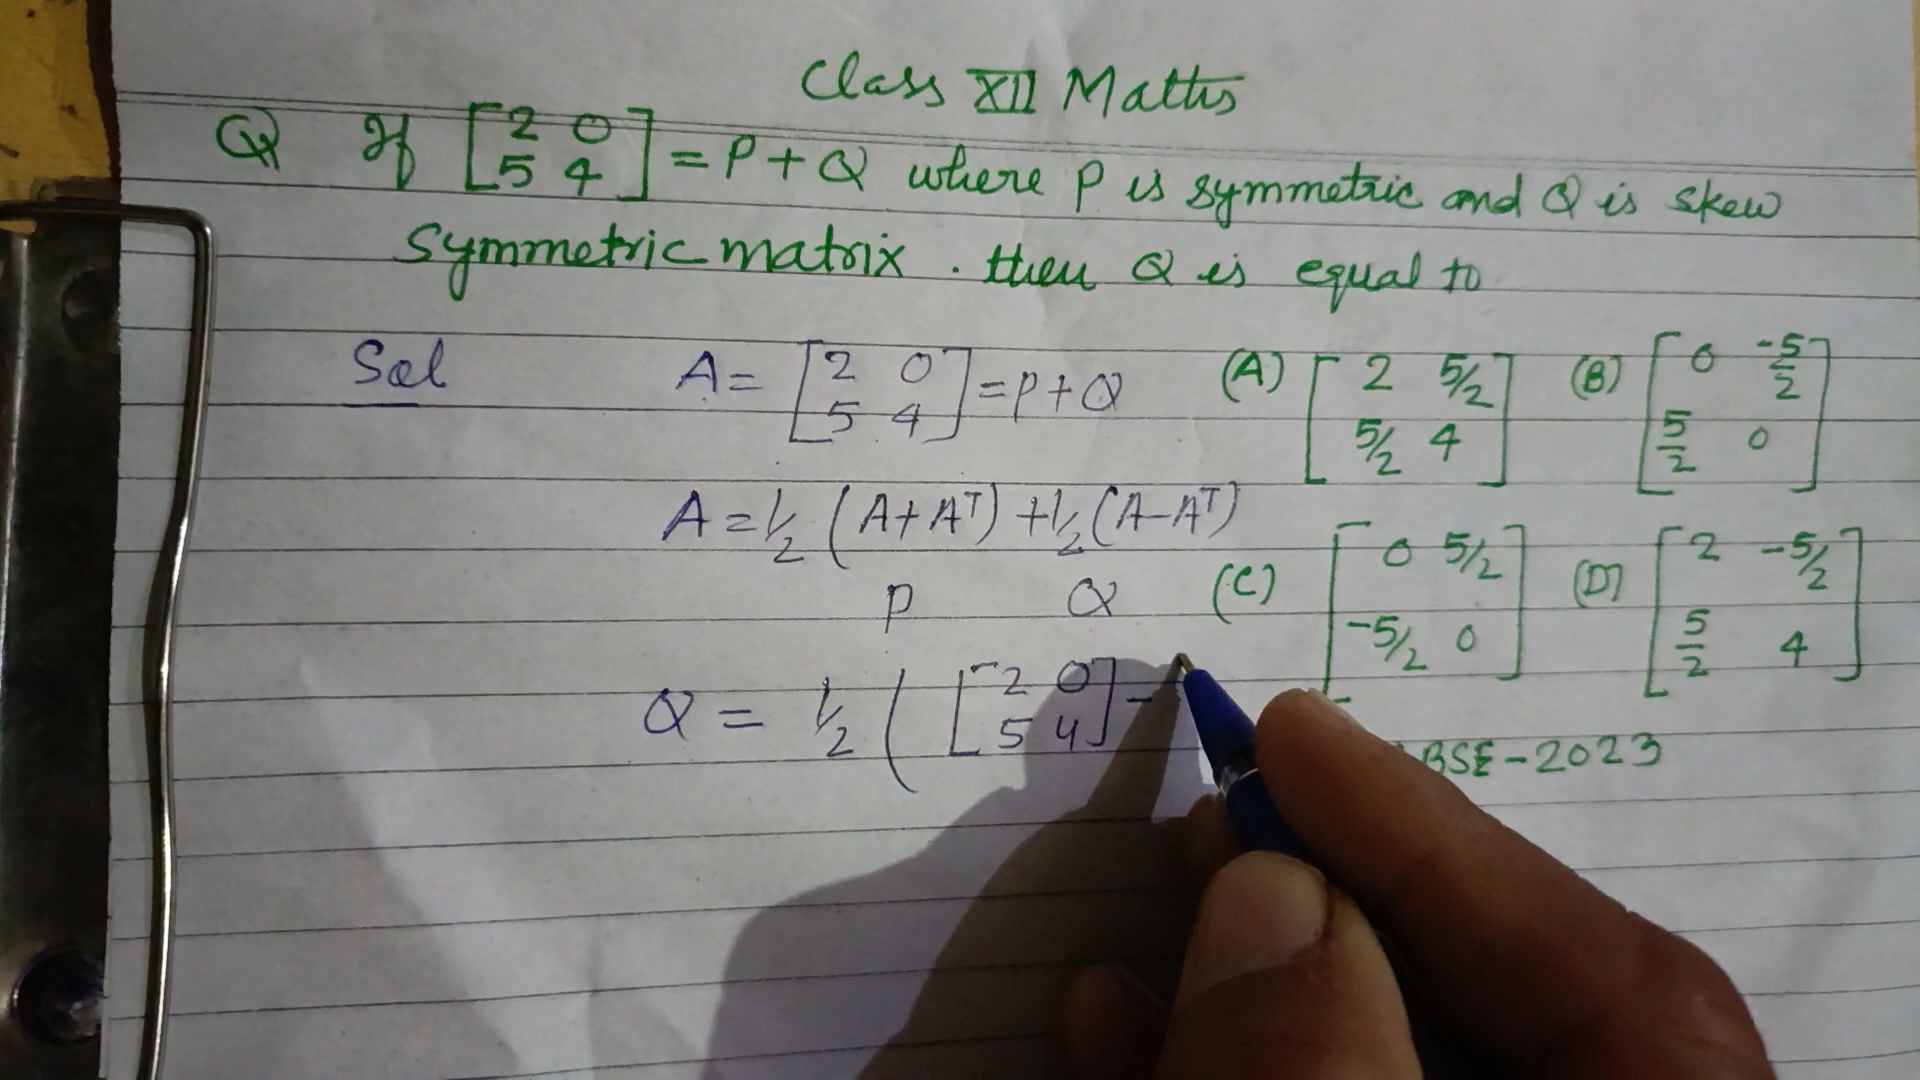 Class XII Maths
Q If [2 0 5 4] = P + Q where P is symmetric and Q is skew
symmetric matrix . then Q is equal to
Sol A = [2 0 5 4] = P + Q
(A) [2 5/2 5/2 4] (B) [0 -5/2 5/2 0]
A = 1/2 (A + A^T) + 1/2 (A - A^T)
P Q
(C) [0 5/2 -5/2 0] (D) [2 -5/2 5/2 4]
Q = 1/2 ( [2 0 5 4] -
BSE - 2023